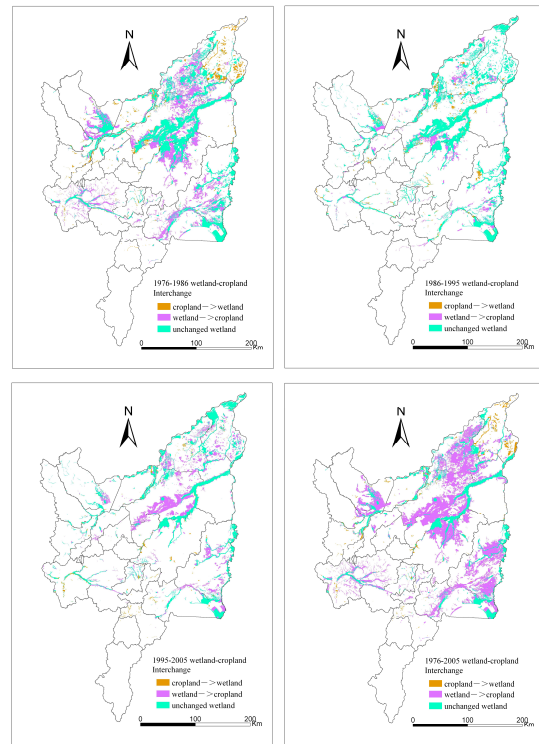 N
1976-1986 wetland-cropland
Interchange
cropland—>wetland
wetland—>cropland
unchanged wetland
0 100 200
Km
N
1986-1995 wetland-cropland
Interchange
cropland—>wetland
wetland—>cropland
unchanged wetland
0 100 200
Km
N
1995-2005 wetland-cropland
Interchange
cropland—>wetland
wetland—>cropland
unchanged wetland
0 100 200
Km
N
1976-2005 wetland-cropland
Interchange
cropland—>wetland
wetland—>cropland
unchanged wetland
0 100 200
Km